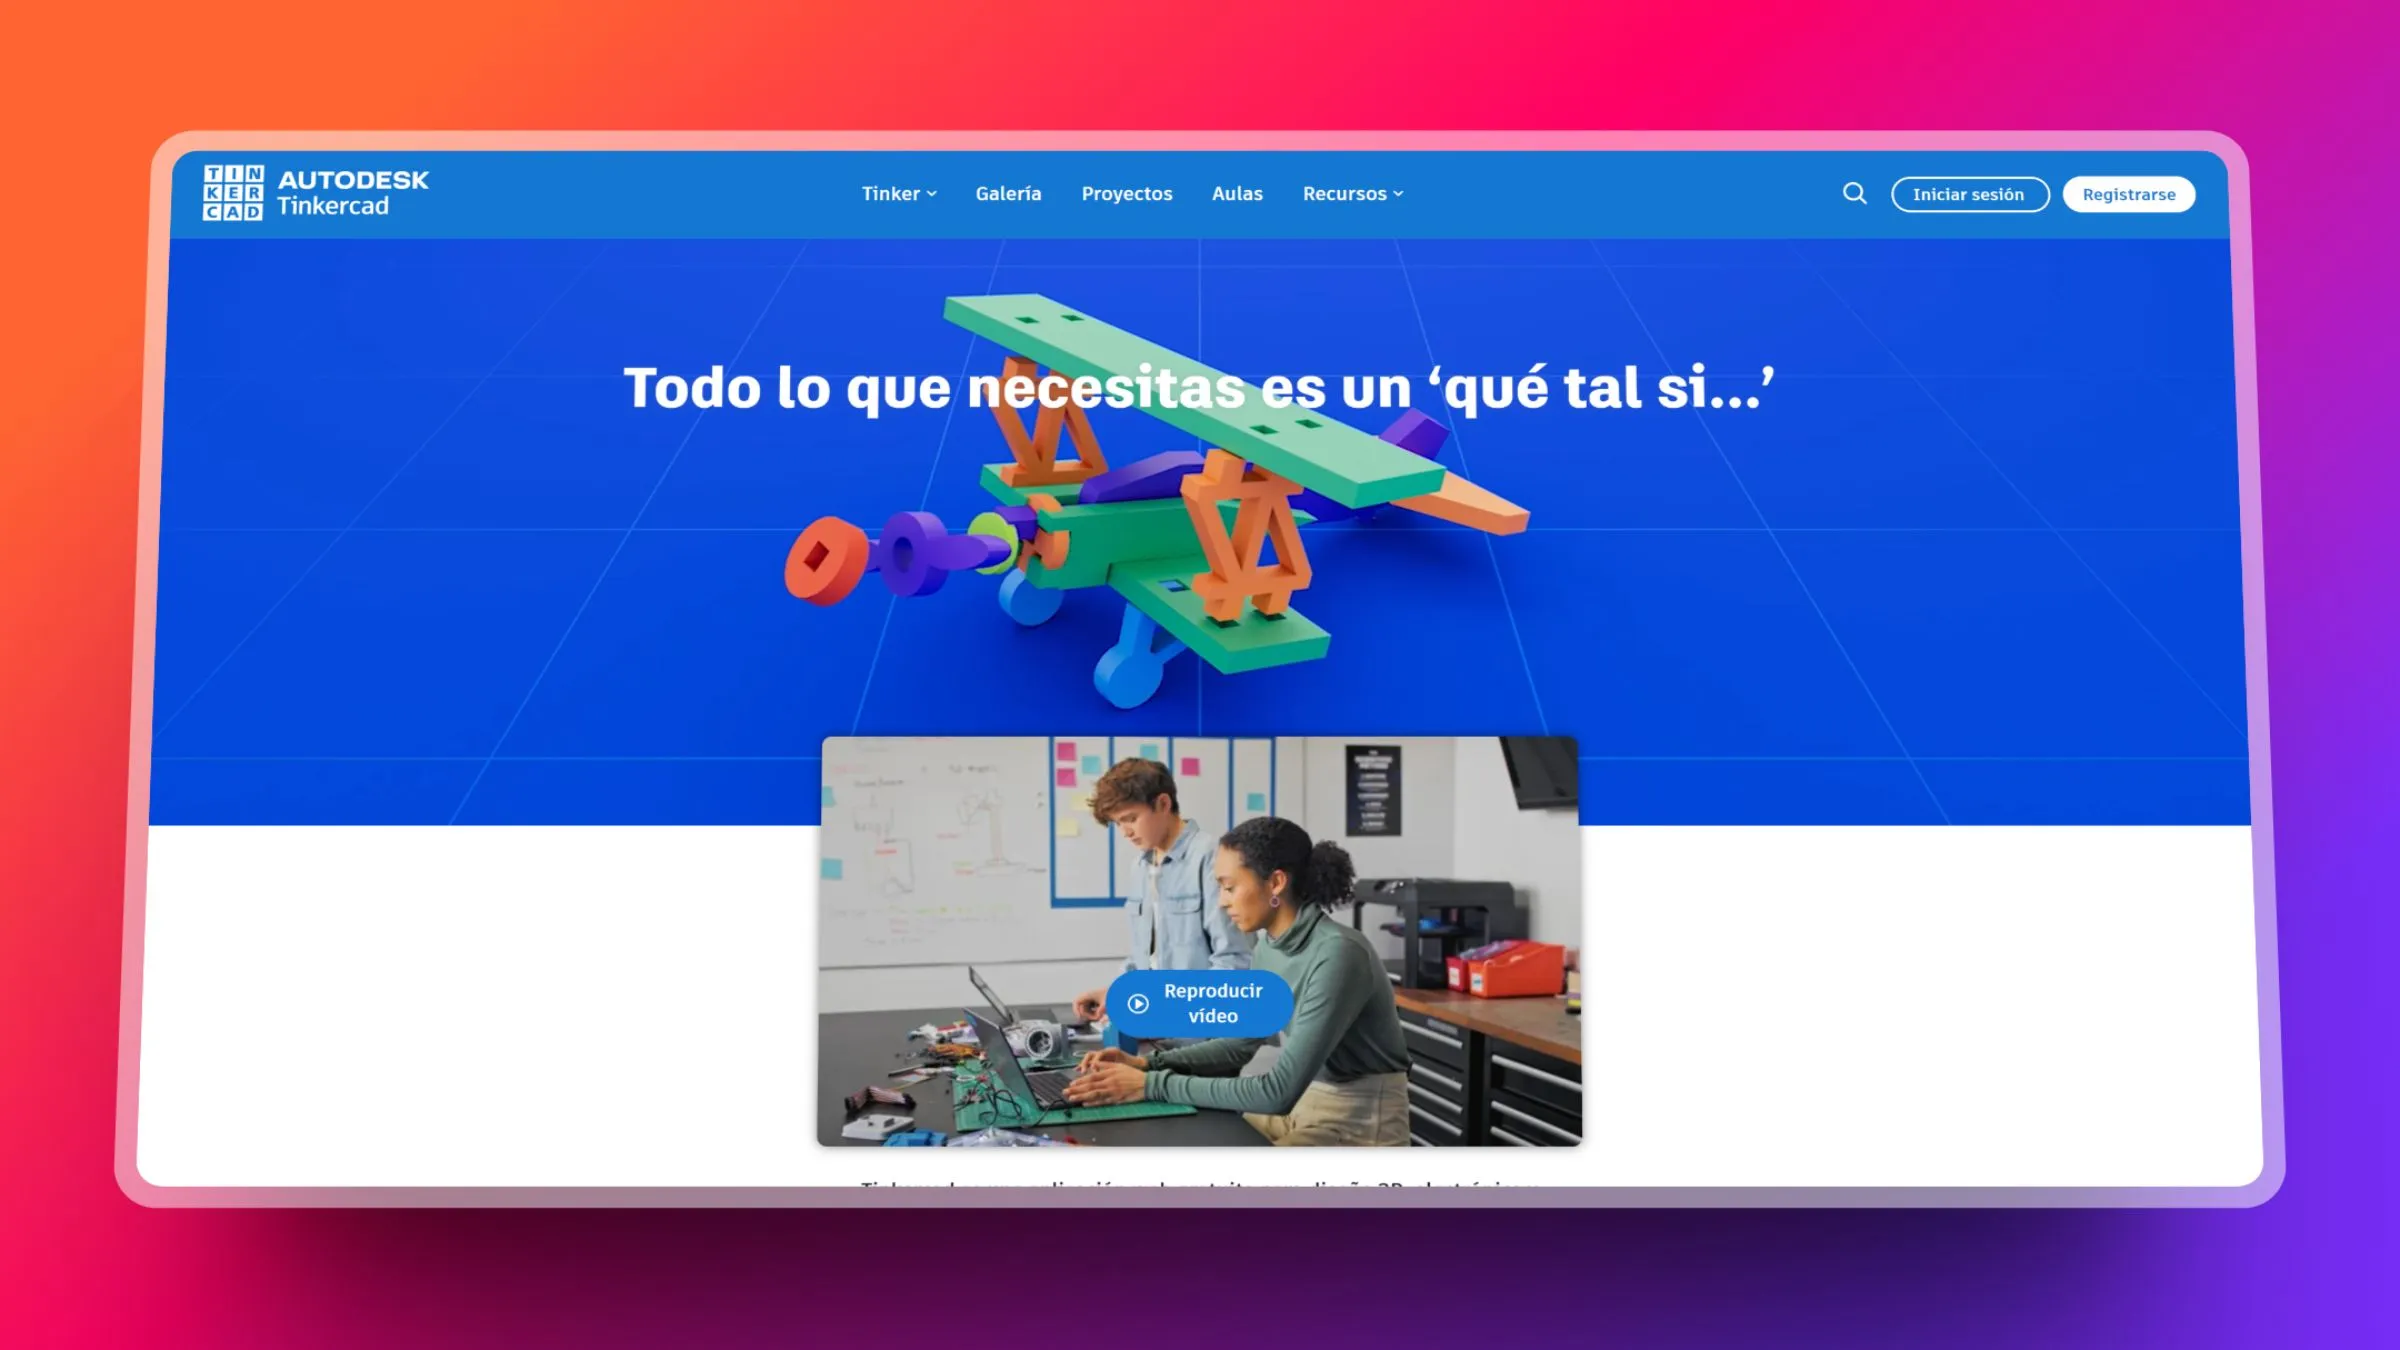 TIN
KER
CAD
AUTODESK
Tinkercad
Tinker
Galería
Proyectos
Aulas
Recursos
Iniciar sesión
Registrarse
Todo lo que necesitas es un ‘qué tal si...’
Reproducir
vídeo